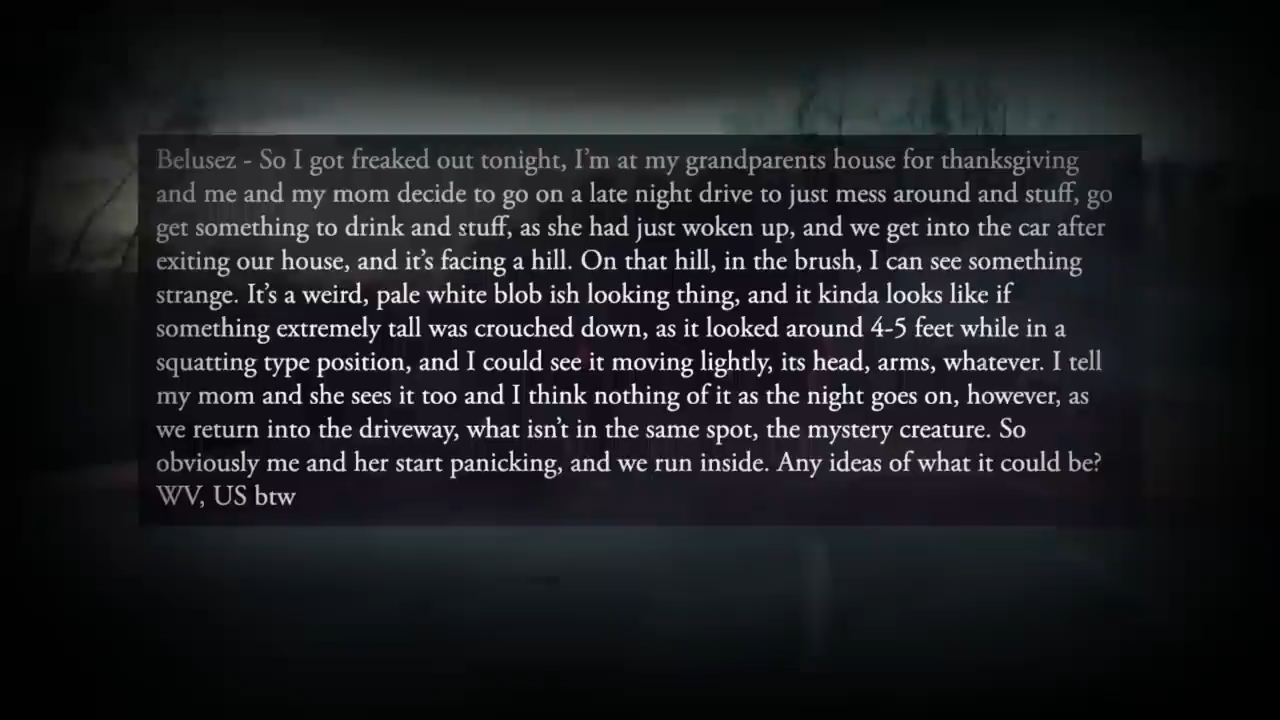 Belusez - So I got freaked out tonight, I'm at my grandparents house for thanksgiving
and me and my mom decide to go on a late night drive to just mess around and stuff, go
get something to drink and stuff, as she had just woken up, and we get into the car after
exiting our house, and it's facing a hill. On that hill, in the brush, I can see something
strange. It's a weird, pale white blob ish looking thing, and it kinda looks like if
something extremely tall was crouched down, as it looked around 4-5 feet while in a
squatting type position, and I could see it moving lightly, its head, arms, whatever. I tell
my mom and she sees it too and I think nothing of it as the night goes on, however, as
we return into the driveway, what isn't in the same spot, the mystery creature. So
obviously me and her start panicking, and we run inside. Any ideas of what it could be?
WV, US btw